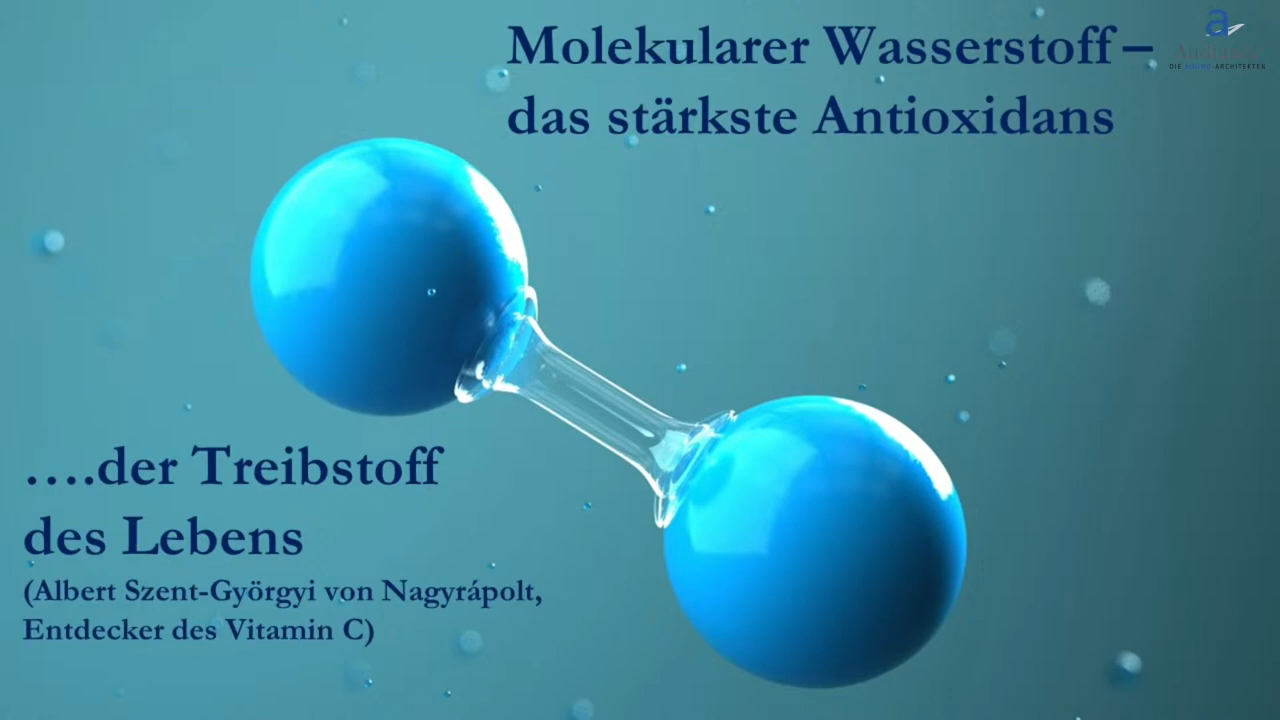 Molekularer Wasserstoff –
das stärkste Antioxidans
a
….der Treibstoff
des Lebens
(Albert Szent-Györgyi von Nagyrápolt,
Entdecker des Vitamin C)